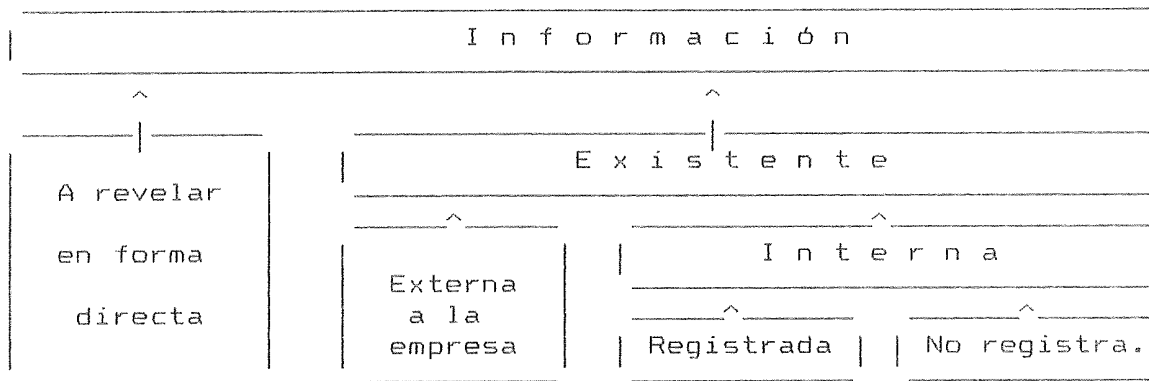 I n f o r m a c i ó n
E x i s t e n t e
A revelar
en forma
directa
I n t e r n a
Externa
a la
empresa
Registrada
No registra.